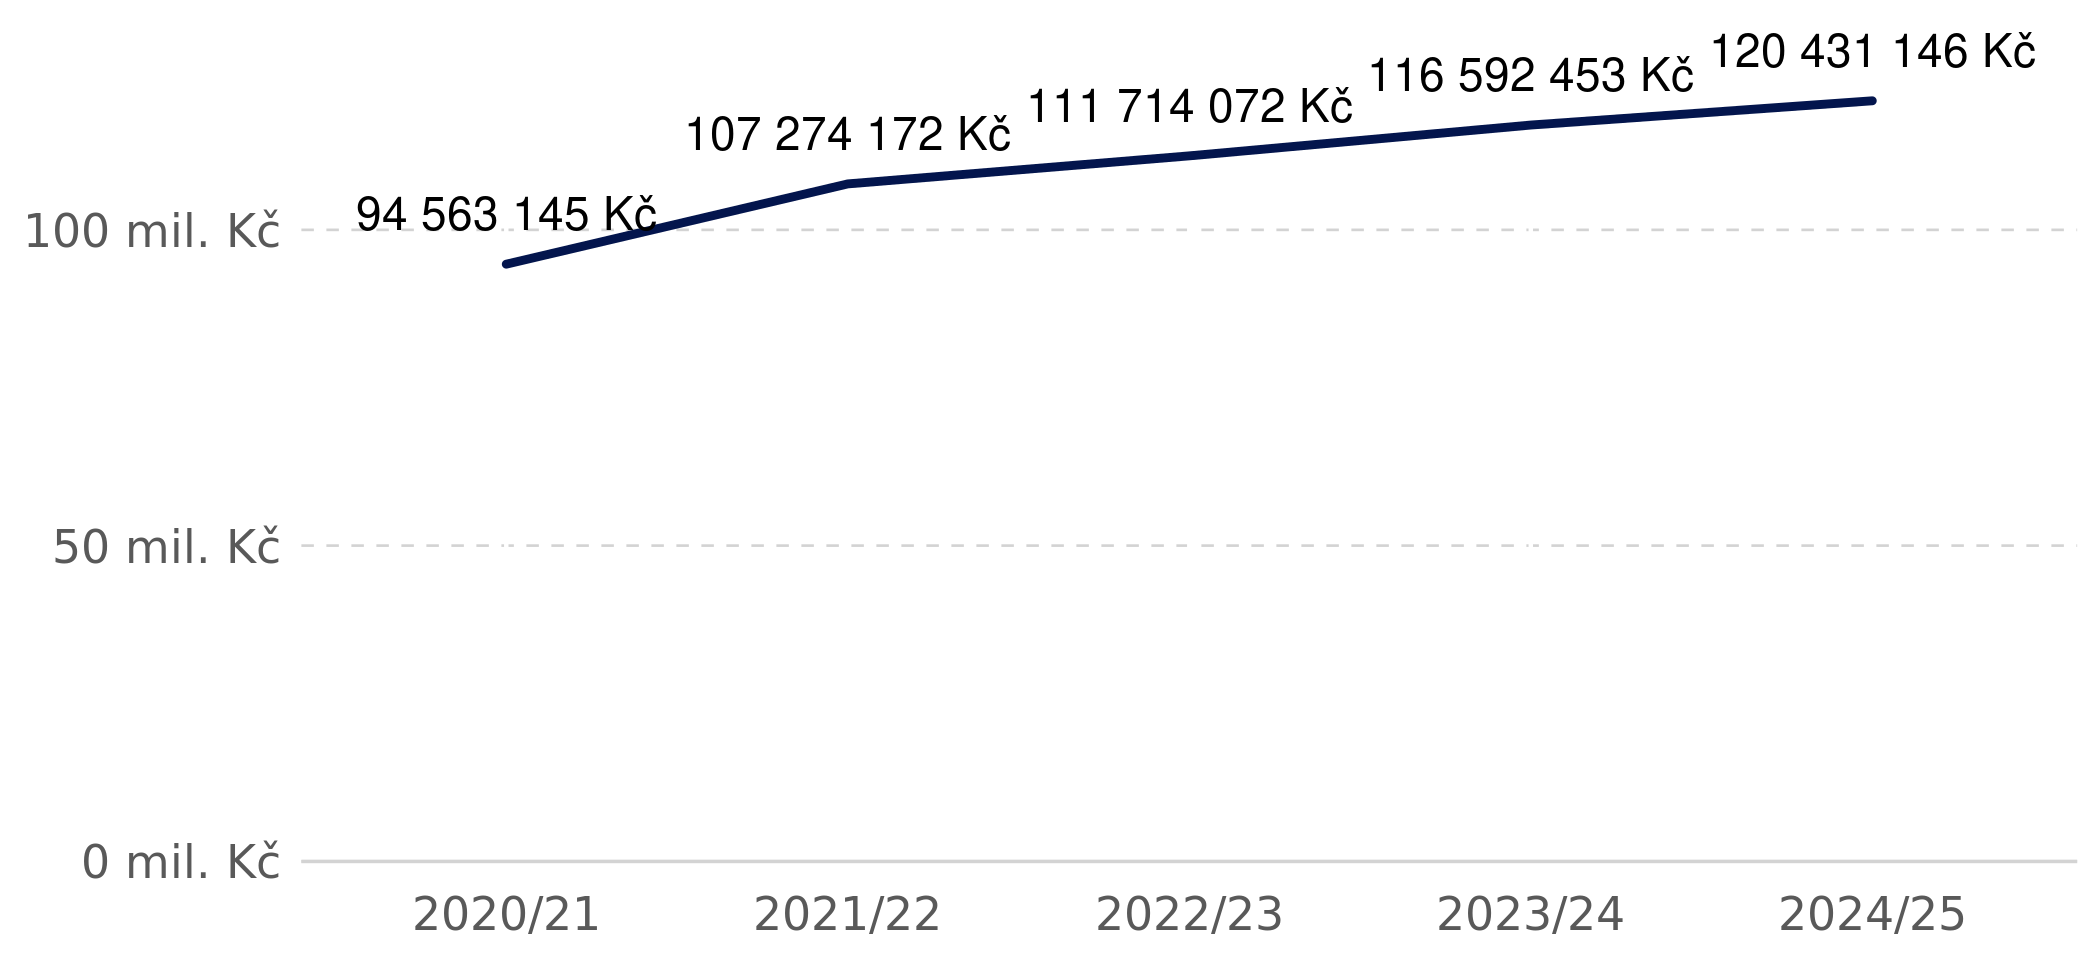 120 431 146 Kč
116 592 453 Kč
111 714 072 Kč
107 274 172 Kč
94 563 145 Kč
100 mil. Kč
50 mil. Kč
0 mil. Kč
2020/21
2021/22
2022/23
2023/24
2024/25